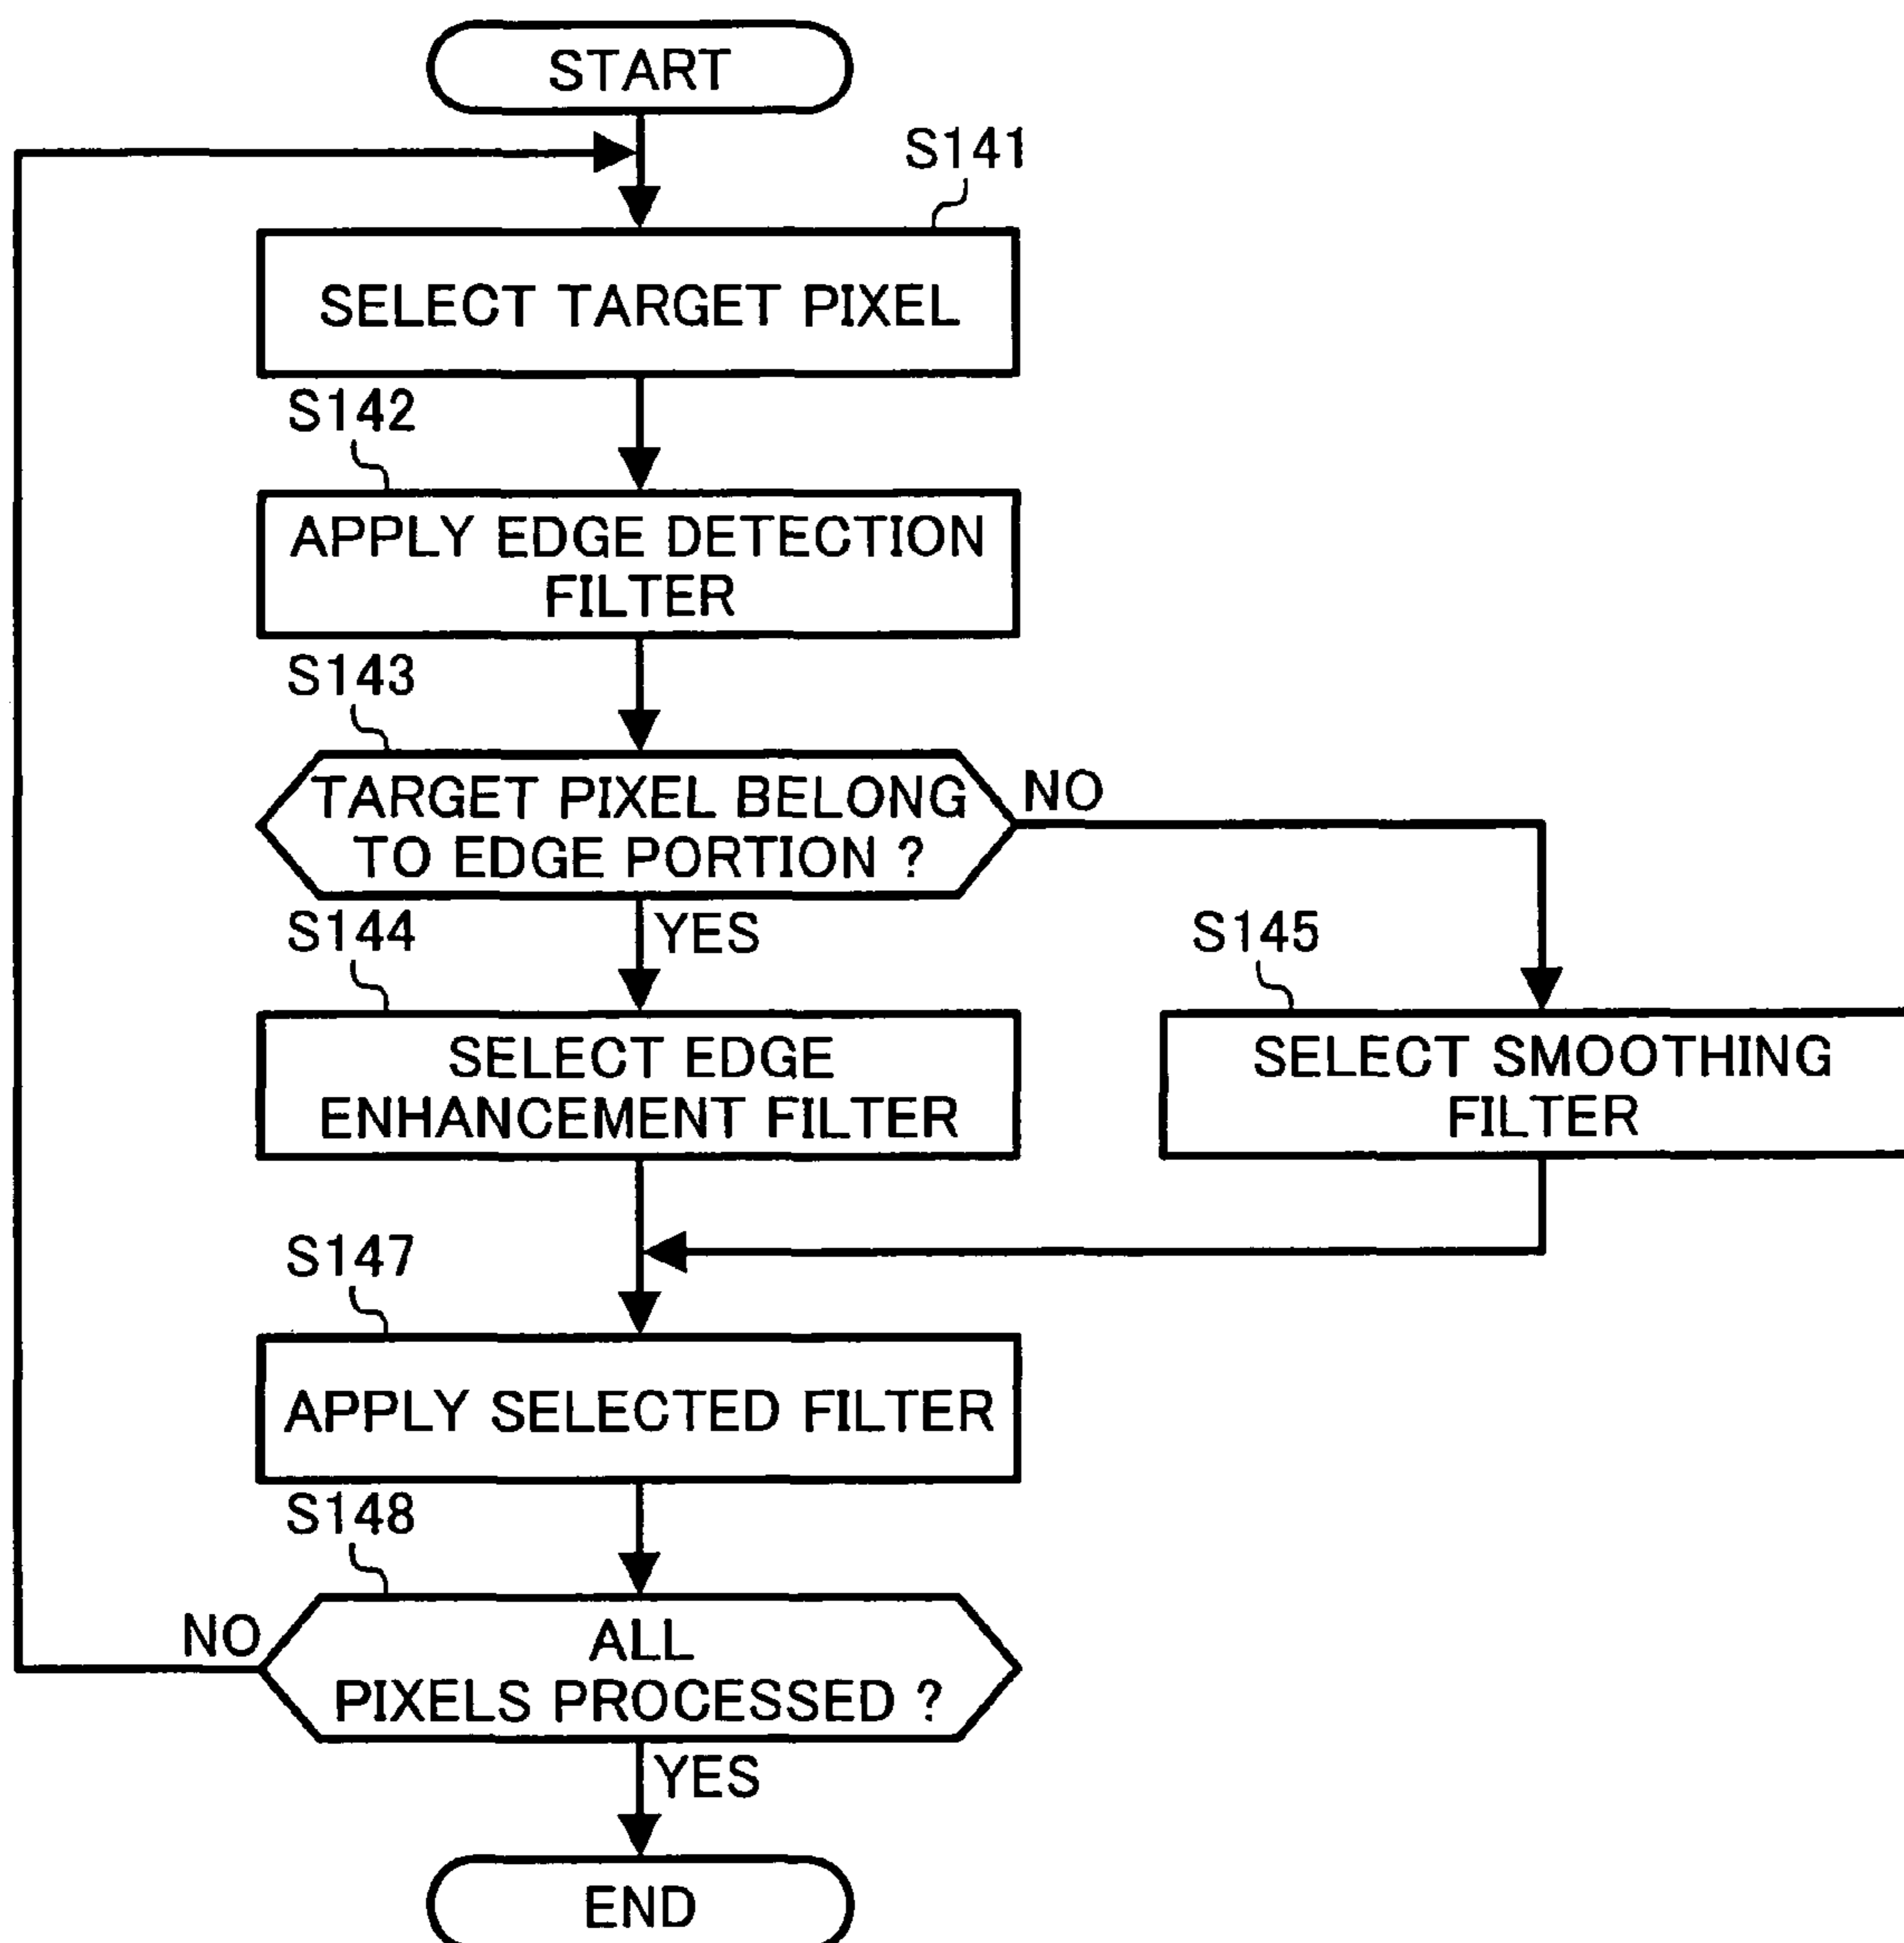 START
S141
SELECT TARGET PIXEL
S142
APPLY EDGE DETECTION
FILTER
S143
TARGET PIXEL BELONG
TO EDGE PORTION ?
NO
YES
S144
SELECT EDGE
ENHANCEMENT FILTER
S145
SELECT SMOOTHING
FILTER
S147
APPLY SELECTED FILTER
S148
ALL
PIXELS PROCESSED ?
NO
YES
END